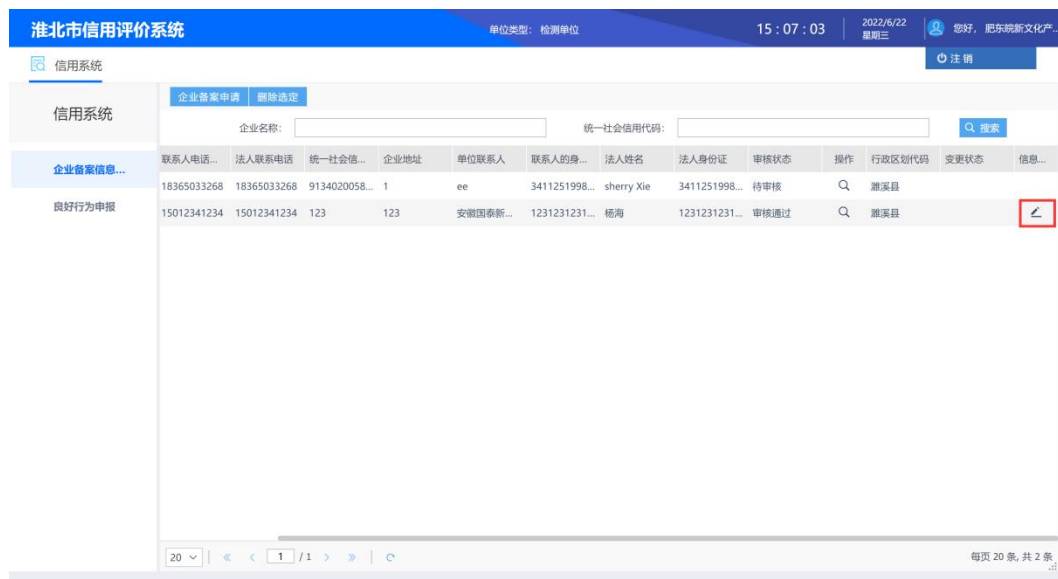 淮北市信用评价系统 单位类型: 检测单位 15:07:03 2022/6/22 星期三 您好, 肥东皖新文化产...
信用系统 注销
信用系统
企业备案信息...
良好行为申报
企业备案申请 删除选定
企业名称: 统一社会信用代码: 搜索
联系人电话... 法人联系电话 统一社会信... 企业地址 单位联系人 联系人的身... 法人姓名 法人身份证 审核状态 操作 行政区划代码 变更状态 信息...
18365033268 18365033268 9134020058... 1 ee 3411251998... sherry Xie 3411251998... 待审核 濉溪县
15012341234 15012341234 123 123 安徽国泰新... 1231231231... 杨海 1231231231... 审核通过 濉溪县
20 1 / 1 每页 20 条, 共 2 条